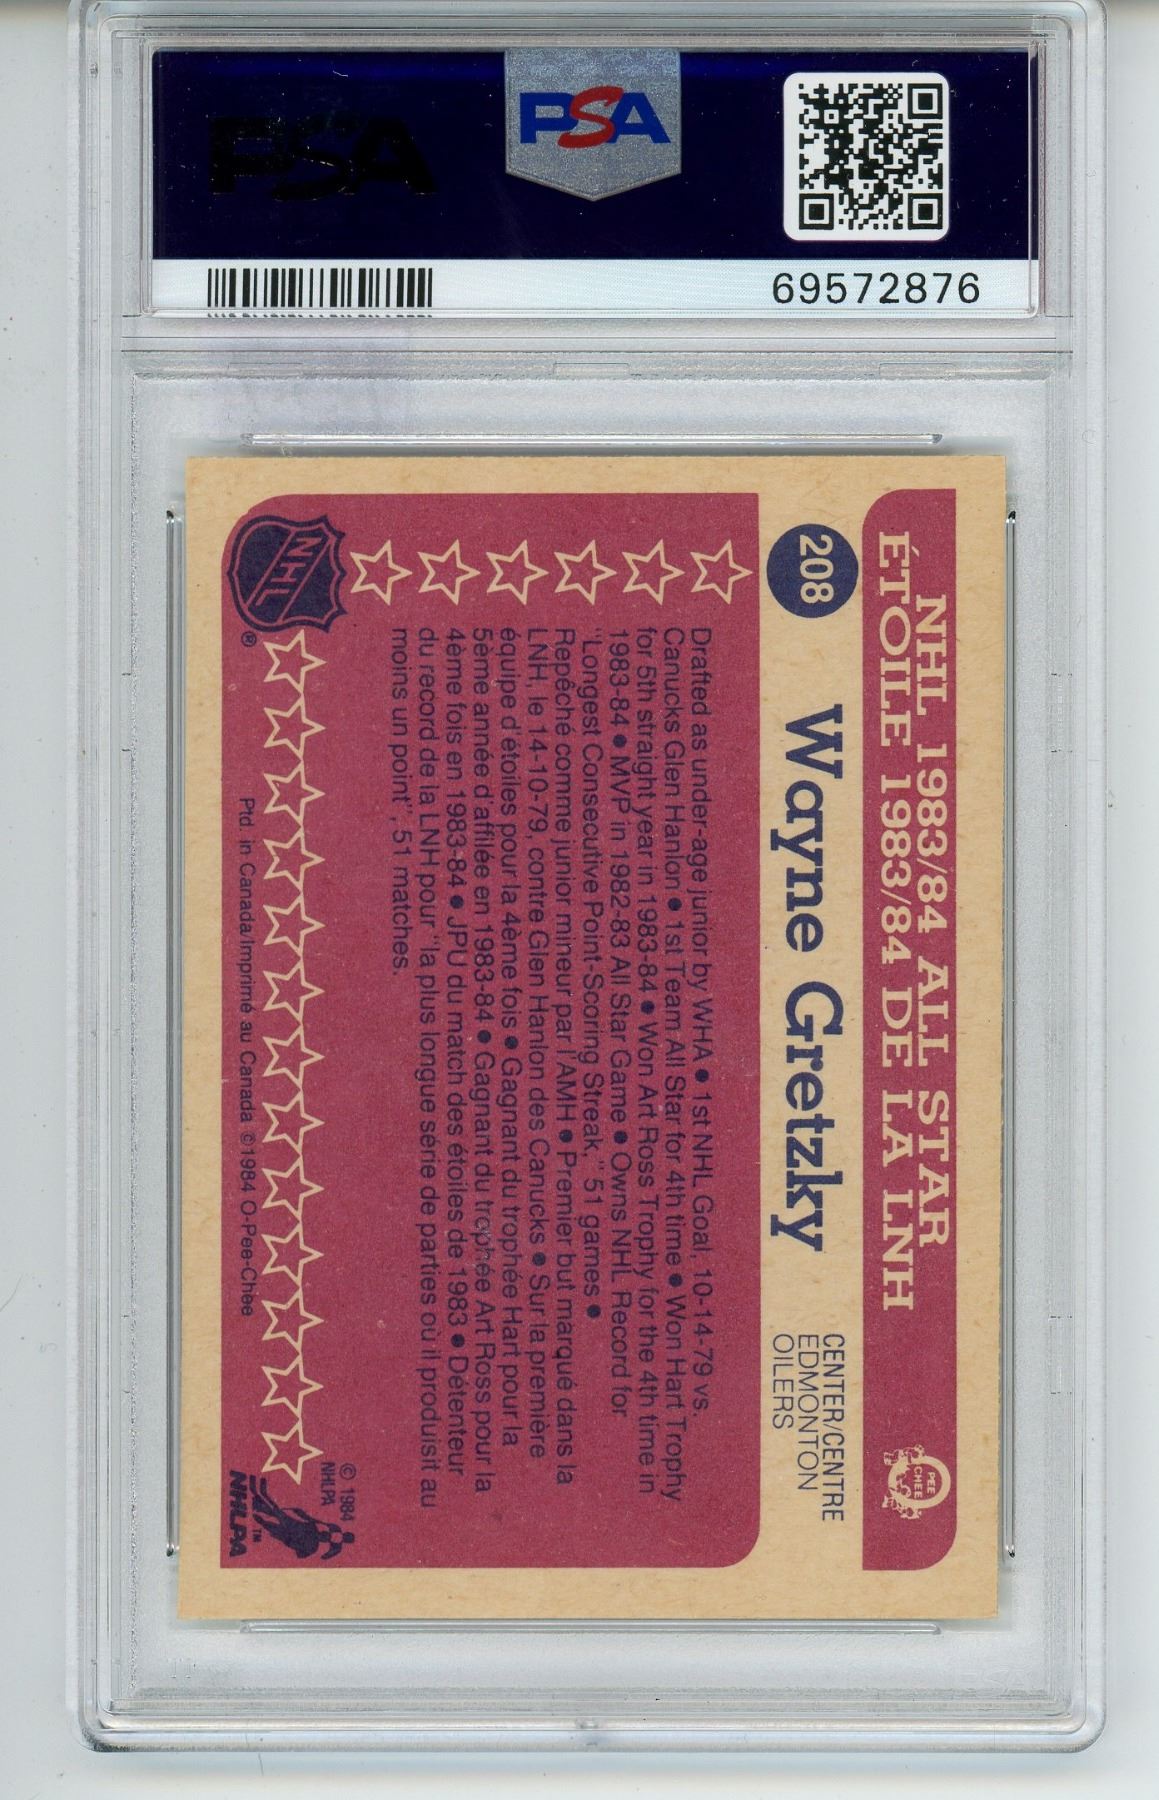 PSA
PSA
69572876
NHL 1983/84 ALL STAR
ÉTOILE 1983/84 DE LA LNH
O PEE CHEE
208
Wayne Gretzky
CENTER/CENTRE
EDMONTON
OILERS
Drafted as under-age junior by WHA ● 1st NHL Goal, 10-14-79 vs.
Canucks Glen Hanlon ● 1st Team All Star for 4th time ● Won Hart Trophy
for 5th straight year in 1983-84 ● Won Art Ross Trophy for the 4th time in
1983-84 ● MVP in 1982-83 All Star Game ● Owns NHL Record for
"Longest Consecutive Point-Scoring Streak," 51 games ●
Repêché comme junior mineur par l'AMH ● Premier but marqué dans la
LNH, le 14-10-79, contre Glen Hanlon des Canucks ● Sur la première
équipe d'étoiles pour la 4ème fois ● Gagnant du trophée Hart pour la
5ème année d'affilée en 1983-84 ● Gagnant du trophée Art Ross pour la
4ème fois en 1983-84 ● JPU du match des étoiles de 1983 ● Détenteur
du record de la LNH pour "la plus longue série de parties où il produisit au
moins un point", 51 matches.
NHL
®
© 1984
NHLPA
Ptd. in Canada/Imprimé au Canada ©1984 O-Pee-Chee
NHLPA
™